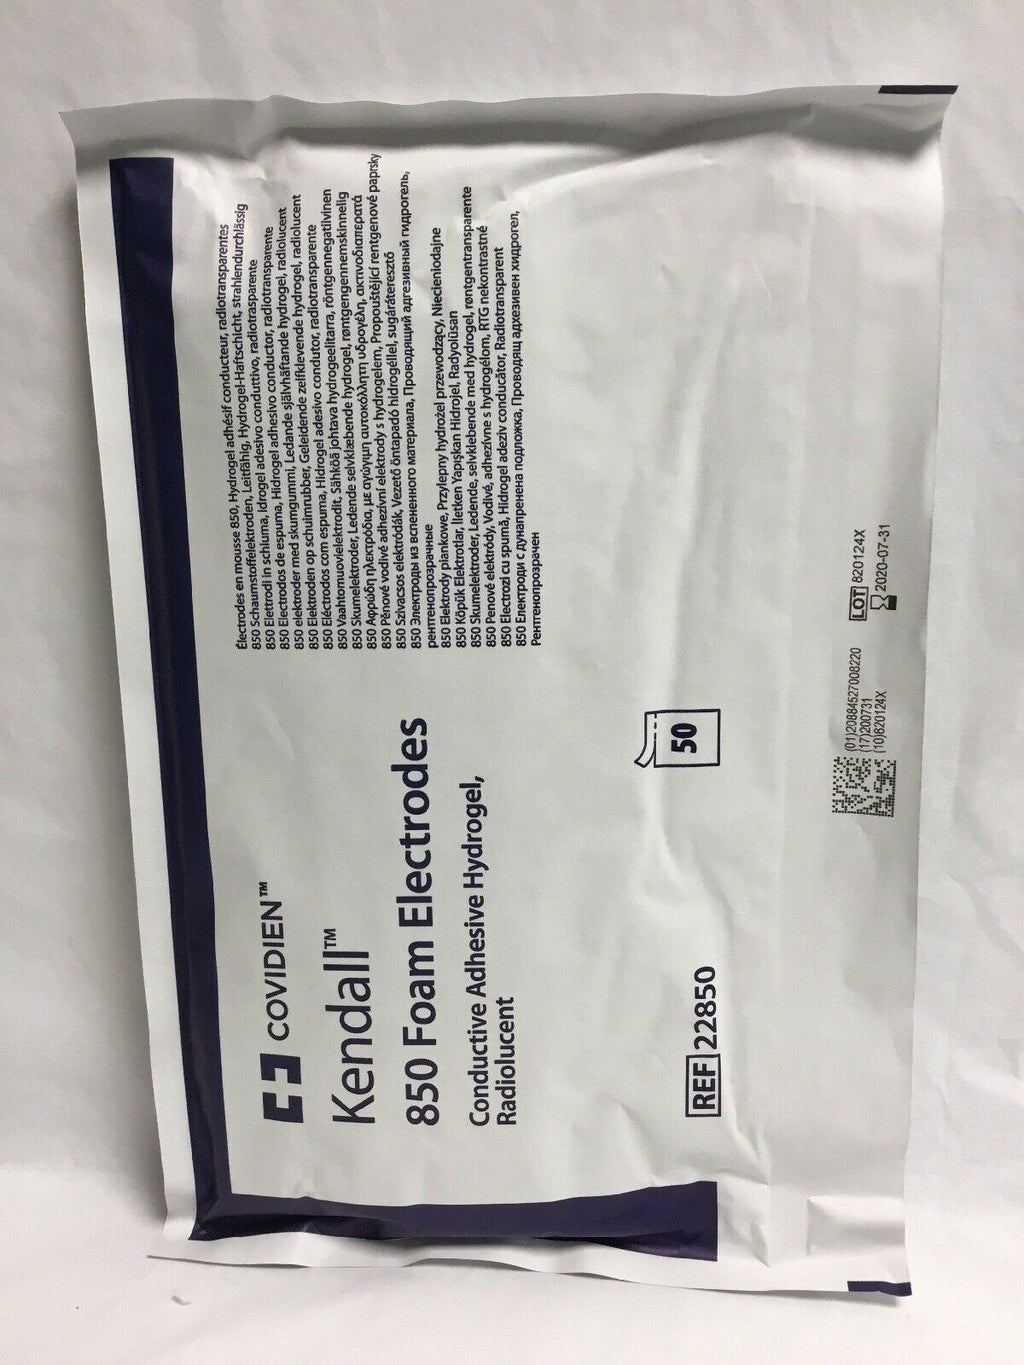 COVIDIEN™
Kendall™
850 Foam Electrodes
Conductive Adhesive Hydrogel,
Radiolucent
Électrodes en mousse 850, Hydrogel adhésif conducteur, radiotransparentes
850 Schaumstoffelektroden, Leitfähig, Hydrogel-Haftschicht, strahlendurchlässig
850 Elettrodi in schiuma, Idrogel adesivo conduttivo, radiotrasparente
850 Electrodos de espuma, Hidrogel adhesivo conductor, radiotransparente
850 elektroder med skumgummi, Ledande självhäftande hydrogel, radiolucent
850 Elektroden op schuimrubber, Geleidende zelfklevende hydrogel, radiolucent
850 Eléctrodos com espuma, Hidrogel adesivo condutor, radiotransparente
850 Vaahtomuovielektrodit, Sähköä johtava hydrogeelitarra, röntgennegatiivinen
850 Skumelektroder, Ledende selvklæbende hydrogel, røntgengennemskinnelig
850 Αφρώδη ηλεκτρόδια, με αγώγιμη αυτοκόλλητη υδρογέλη, ακτινοδιαπερατά
850 Pěnové vodivé adhezivní elektrody s hydrogelem, Propouštějící rentgenové paprsky
850 Szivacsos elektródák, Vezető öntapadó hidrogéllel, sugáráteresztő
850 Электроды из вспененного материала, Проводящий адгезивный гидрогель,
рентгенопрозрачные
850 Elektrody piankowe, Przylepny hydrożel przewodzący, Niecieniodajne
850 Köpük Elektrotlar, İletken Yapışkan Hidrojel, Radyolüsan
850 Skumelektroder, Ledende, selvklebende med hydrogel, røntgentransparente
850 Penové elektródy, Vodivé, adhezívne s hydrogélom, RTG nekontrastné
850 Electrozi cu spumă, Hidrogel adeziv conducător, Radiotransparent
850 Електроди с дунапренена подложка, Проводящ адхезивен хидрогел,
Рентгенопрозрачен
50
REF 22850
(01)20884527008220
(17)200731
(10)820124X
LOT 820124X
2020-07-31